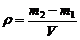 ρ = (m₂ − m₁) / V